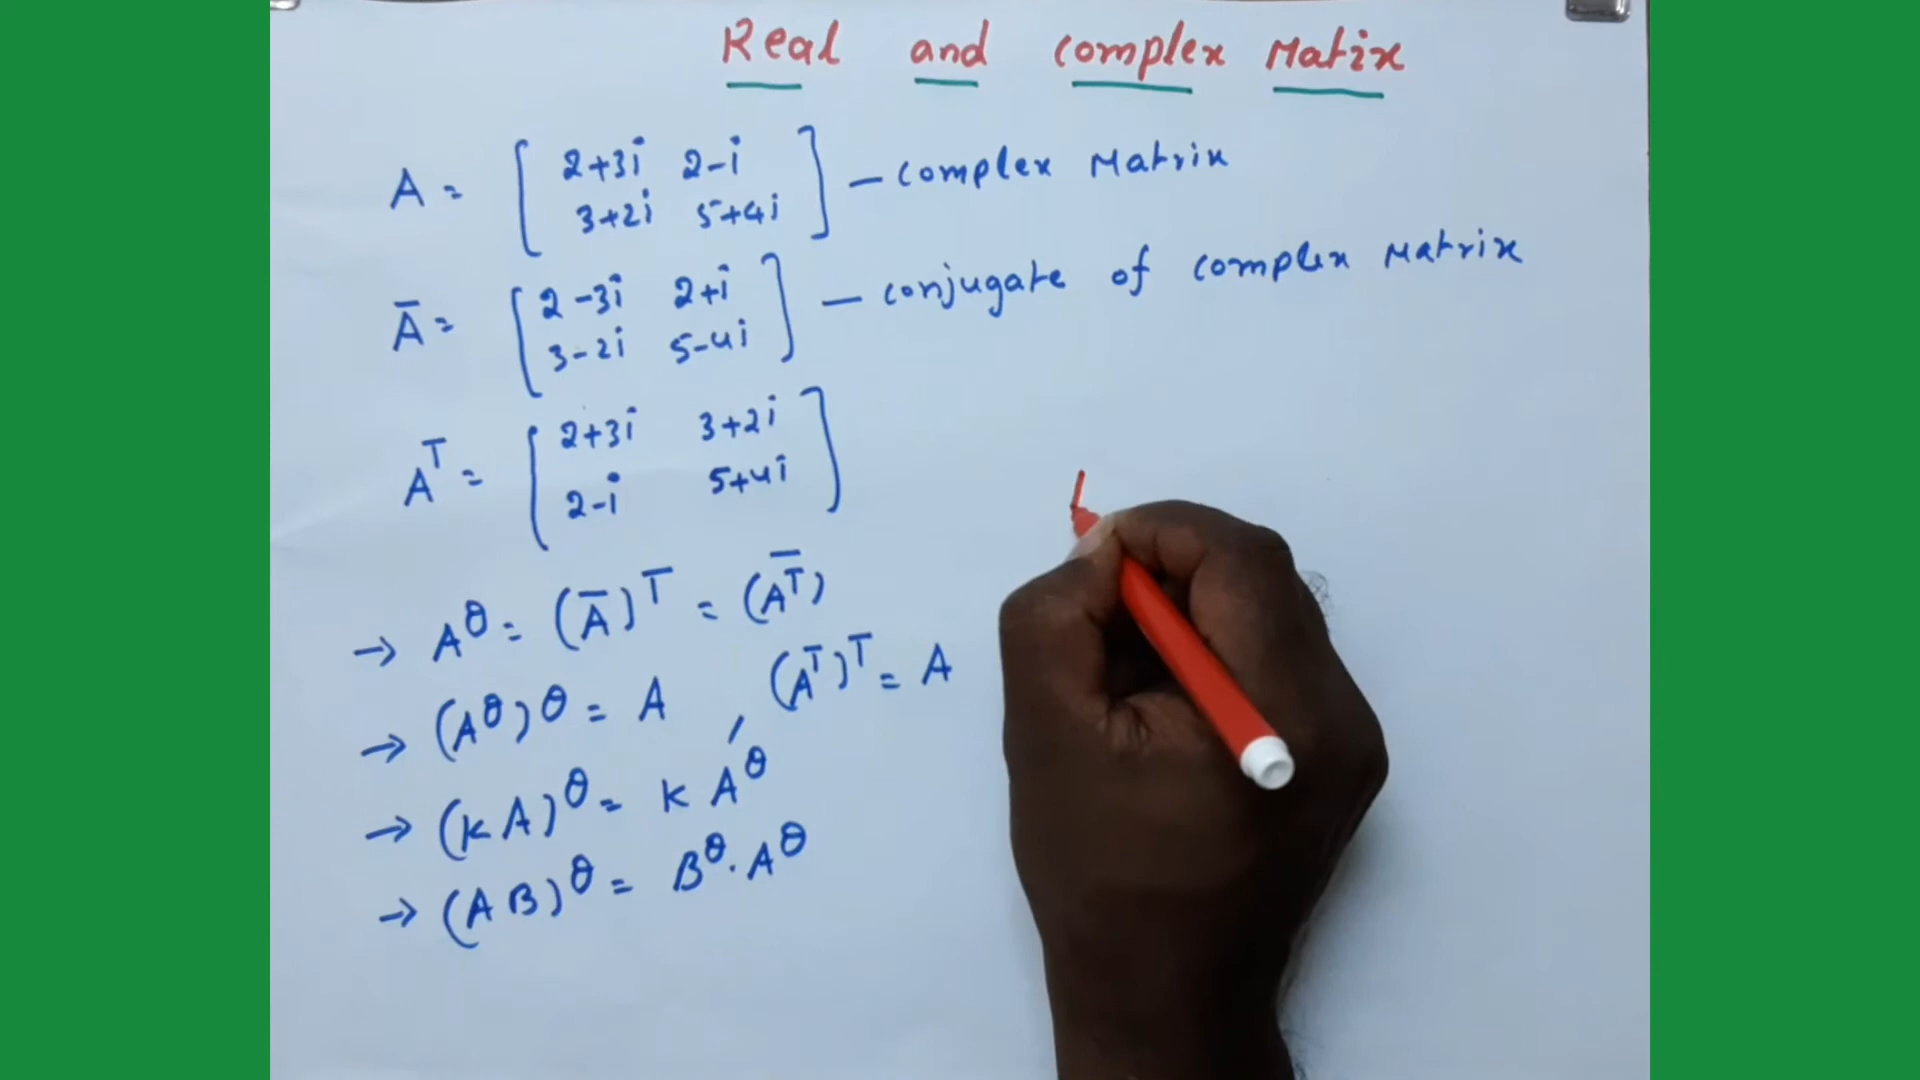 Real and complex Matix
A = [ 2+3i 2-i
3+2i 5+4i ] - complex Matrix
A̅ = [ 2-3i 2+i
3-2i 5-4i ] - conjugate of complex Matrix
Aᵀ = [ 2+3i 3+2i
2-i 5+4i ]
→ A^θ = (A̅)ᵀ = (A̅ᵀ̅)
→ (A^θ)^θ = A , (Aᵀ)ᵀ = A
→ (KA)^θ = K A^θ
→ (AB)^θ = B^θ · A^θ